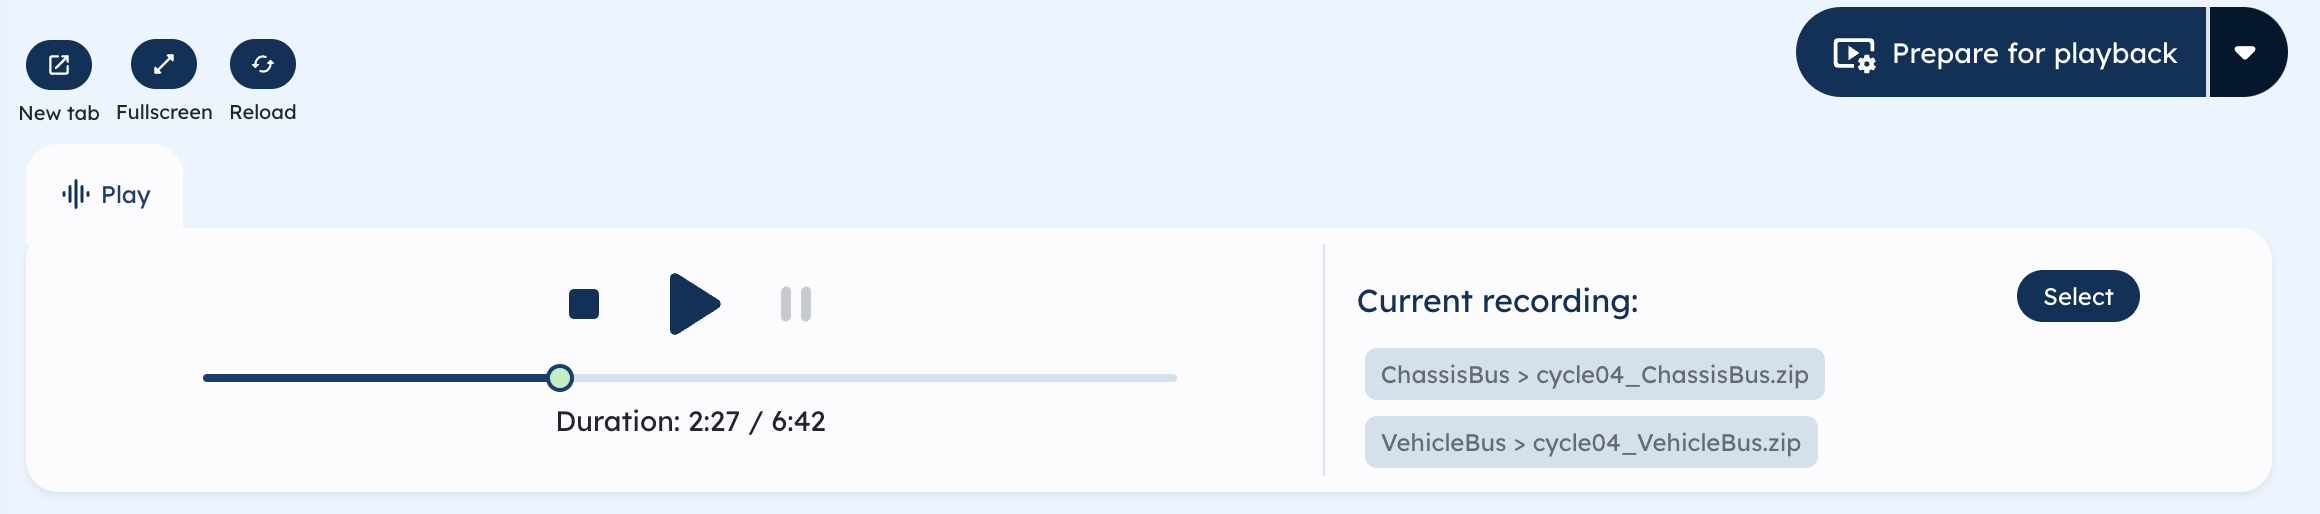 New tab
Fullscreen
Reload
Prepare for playback
Play
Duration: 2:27 / 6:42
Current recording:
Select
ChassisBus > cycle04_ChassisBus.zip
VehicleBus > cycle04_VehicleBus.zip